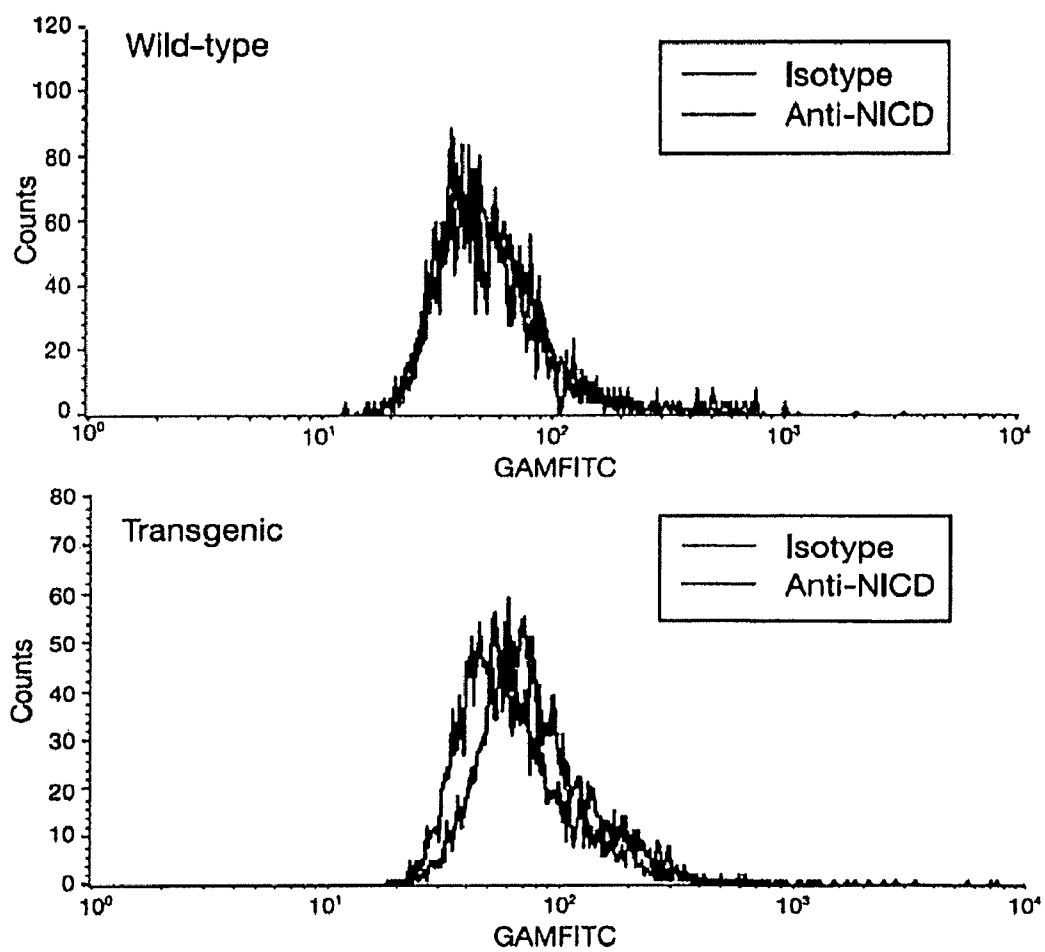 Wild-type
Isotype
Anti-NICD
Counts
120
100
80
60
40
20
0
10⁰ 10¹ 10² 10³ 10⁴
GAMFITC
Transgenic
Isotype
Anti-NICD
Counts
80
70
60
50
40
30
20
10
0
10⁰ 10¹ 10² 10³ 10⁴
GAMFITC